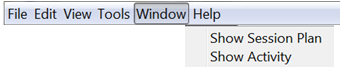 File Edit View Tools Window Help
Show Session Plan
Show Activity